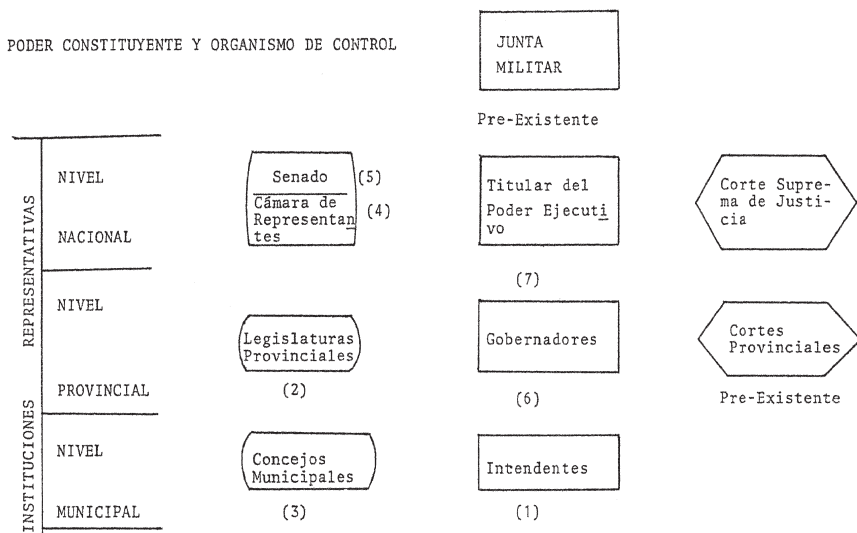 PODER CONSTITUYENTE Y ORGANISMO DE CONTROL
JUNTA
MILITAR
Pre-Existente
INSTITUCIONES REPRESENTATIVAS
NIVEL
NACIONAL
Senado (5)
Cámara de
Representan
tes
(4)
Titular del
Poder Ejecuti
vo
(7)
Corte Supre-
ma de Justi-
cia
NIVEL
PROVINCIAL
Legislaturas
Provinciales
(2)
Gobernadores
(6)
Cortes
Provinciales
Pre-Existente
NIVEL
MUNICIPAL
Concejos
Municipales
(3)
Intendentes
(1)